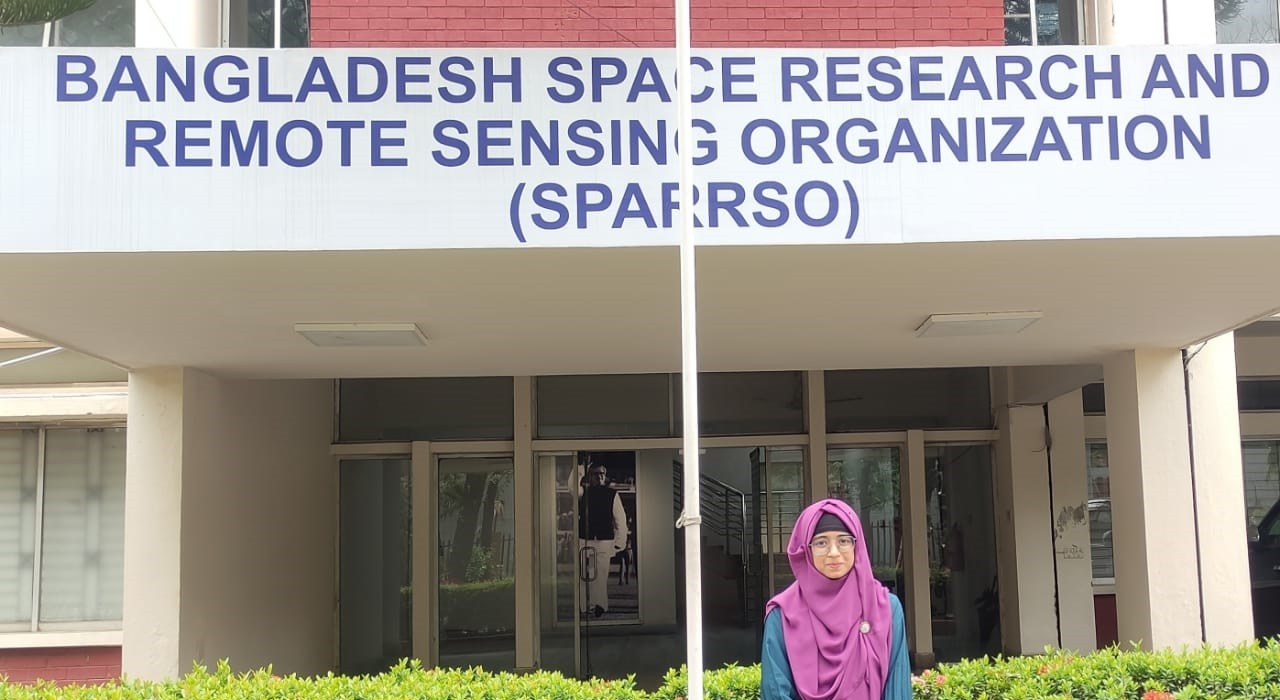 BANGLADESH SPACE RESEARCH AND
REMOTE SENSING ORGANIZATION
(SPARRSO)